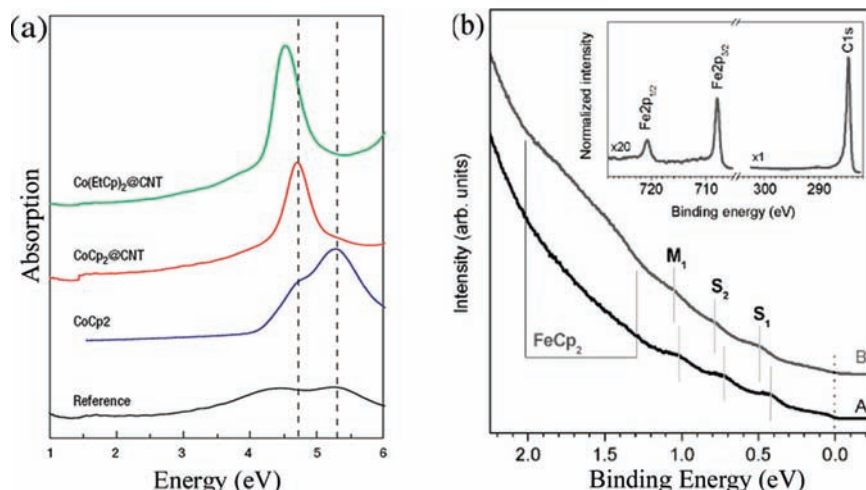 (a)
Absorption
Co(EtCp)₂@CNT
CoCp₂@CNT
CoCp2
Reference
1 2 3 4 5 6
Energy (eV)
(b)
Intensity (arb. units)
Normalized intensity
Fe2p₁/₂
Fe2p₃/₂
C1s
x20
x1
720 708 300 290
Binding energy (eV)
M₁
S₂
S₁
FeCp₂
B
A
2.0 1.5 1.0 0.5 0.0
Binding Energy (eV)